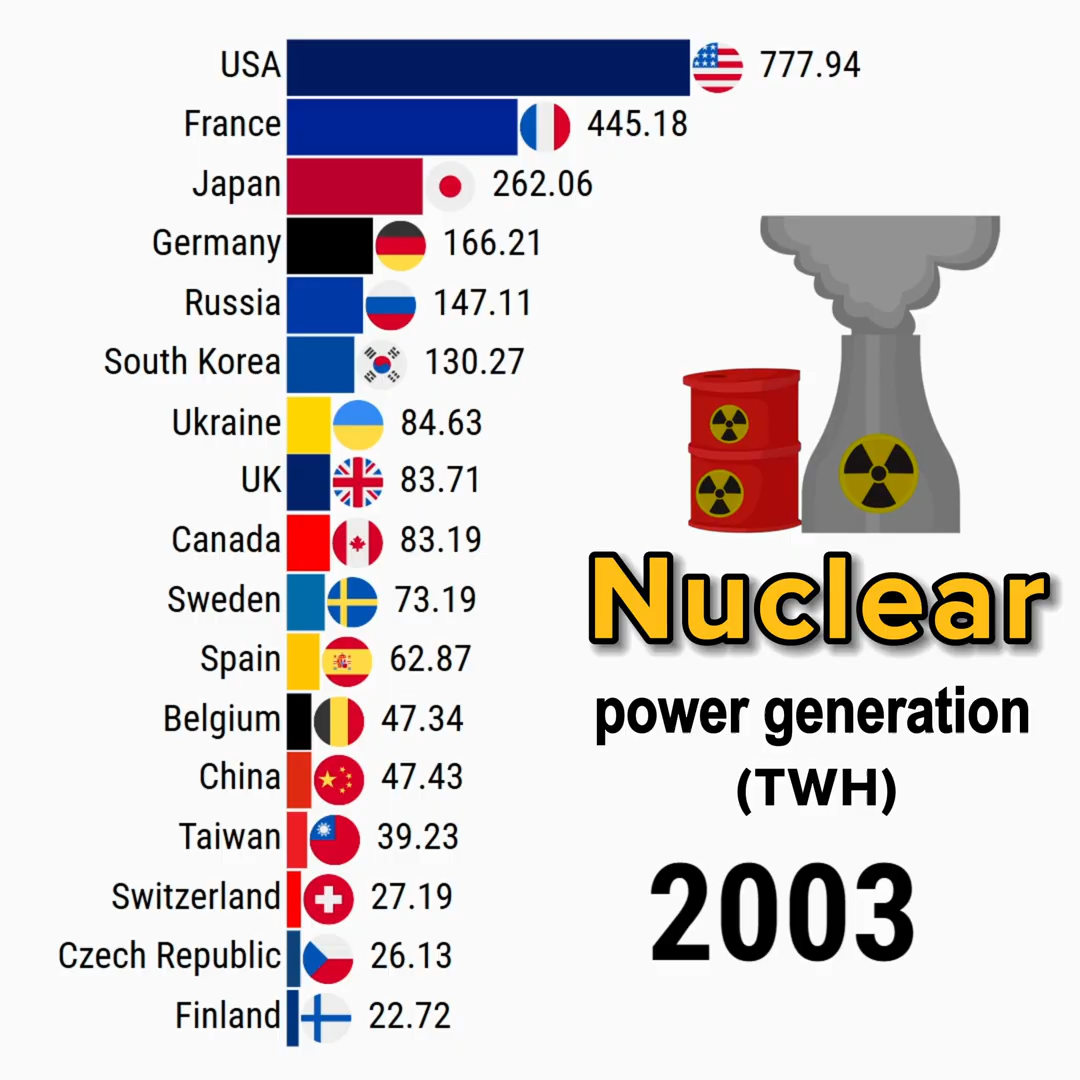 USA 777.94
France 445.18
Japan 262.06
Germany 166.21
Russia 147.11
South Korea 130.27
Ukraine 84.63
UK 83.71
Canada 83.19
Sweden 73.19
Spain 62.87
Belgium 47.34
China 47.43
Taiwan 39.23
Switzerland 27.19
Czech Republic 26.13
Finland 22.72
Nuclear
power generation
(TWH)
2003